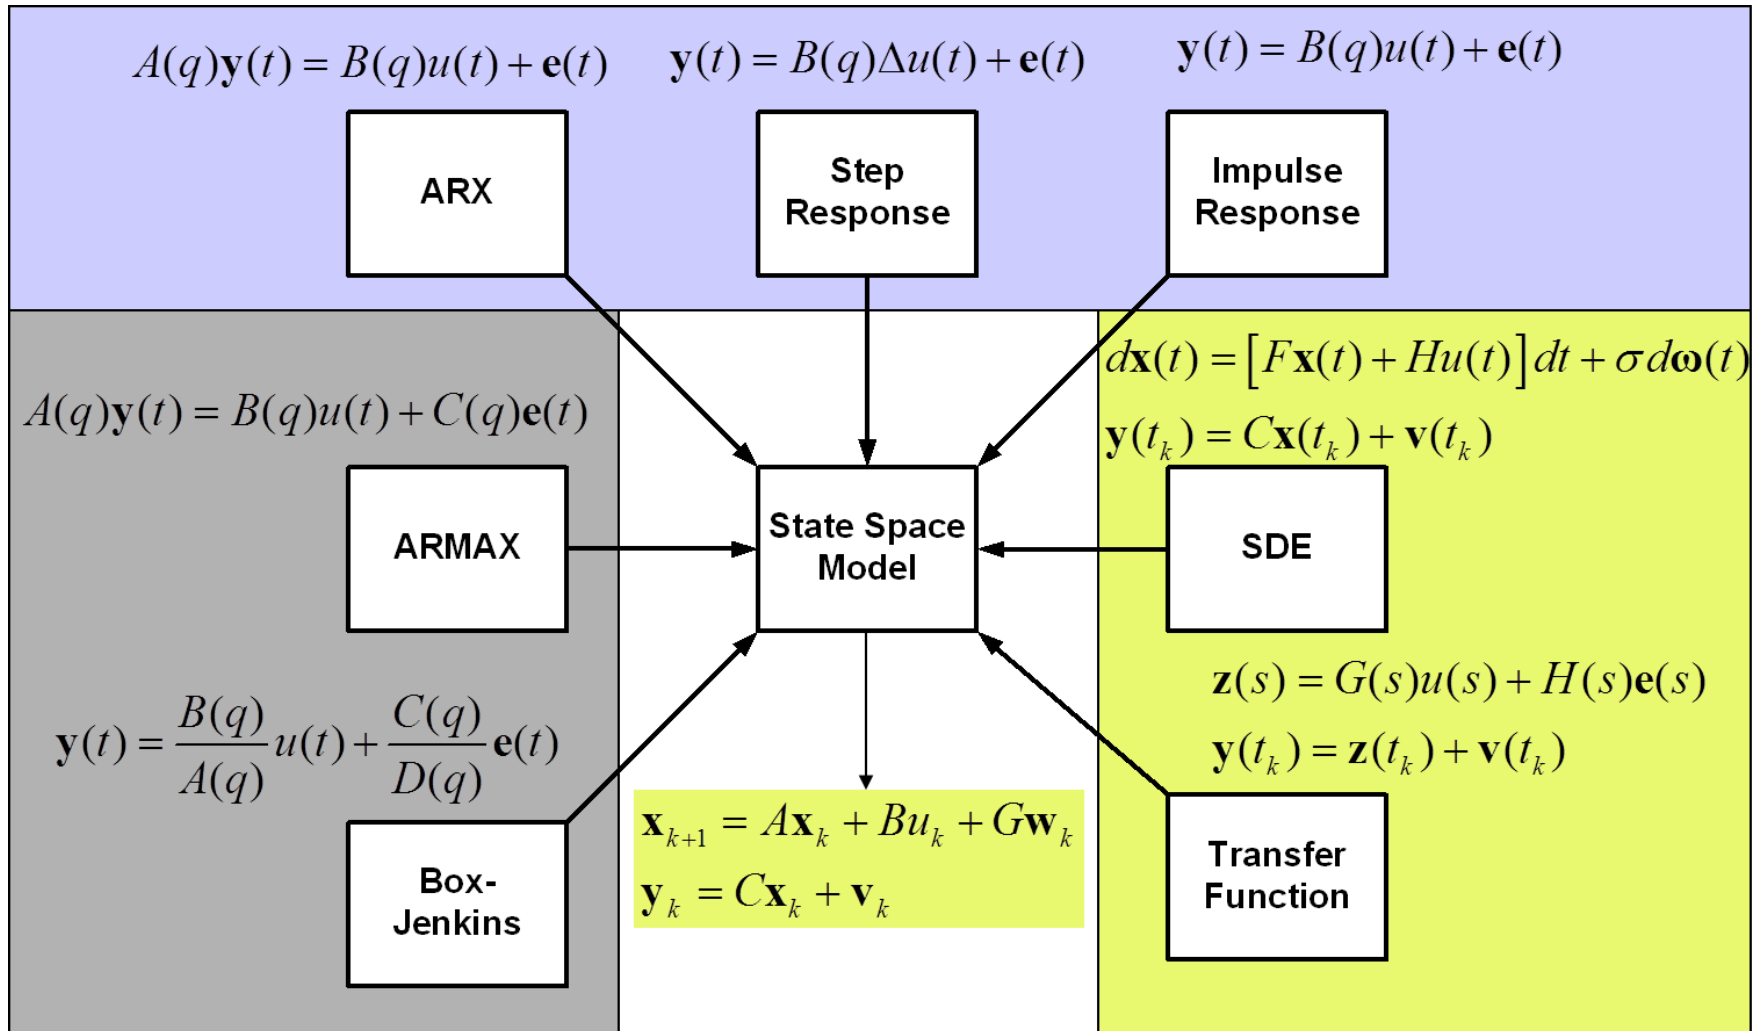 A(q)y(t) = B(q)u(t) + e(t)
y(t) = B(q)Δu(t) + e(t)
y(t) = B(q)u(t) + e(t)
ARX
Step
Response
Impulse
Response
dx(t) = [Fx(t) + Hu(t)]dt + σdω(t)
y(t_k) = Cx(t_k) + v(t_k)
A(q)y(t) = B(q)u(t) + C(q)e(t)
ARMAX
State Space
Model
SDE
z(s) = G(s)u(s) + H(s)e(s)
y(t_k) = z(t_k) + v(t_k)
y(t) = B(q)/A(q) u(t) + C(q)/D(q) e(t)
x_{k+1} = Ax_k + Bu_k + Gw_k
y_k = Cx_k + v_k
Box-
Jenkins
Transfer
Function